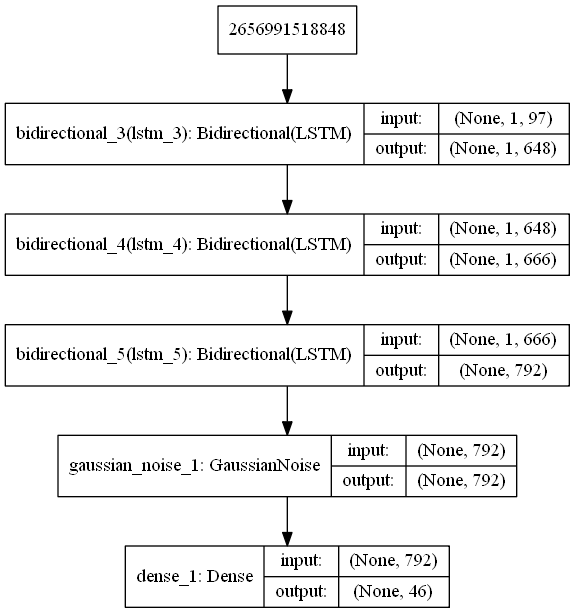 2656991518848
bidirectional_3(lstm_3): Bidirectional(LSTM)
input: (None, 1, 97)
output: (None, 1, 648)
bidirectional_4(lstm_4): Bidirectional(LSTM)
input: (None, 1, 648)
output: (None, 1, 666)
bidirectional_5(lstm_5): Bidirectional(LSTM)
input: (None, 1, 666)
output: (None, 792)
gaussian_noise_1: GaussianNoise
input: (None, 792)
output: (None, 792)
dense_1: Dense
input: (None, 792)
output: (None, 46)